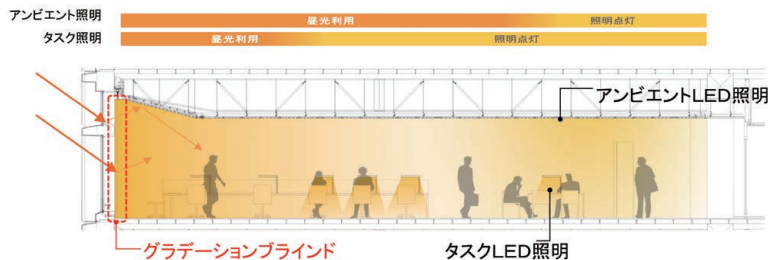 アンビエント照明
昼光利用
照明点灯
タスク照明
昼光利用
照明点灯
アンビエントLED照明
グラデーションブラインド
タスクLED照明